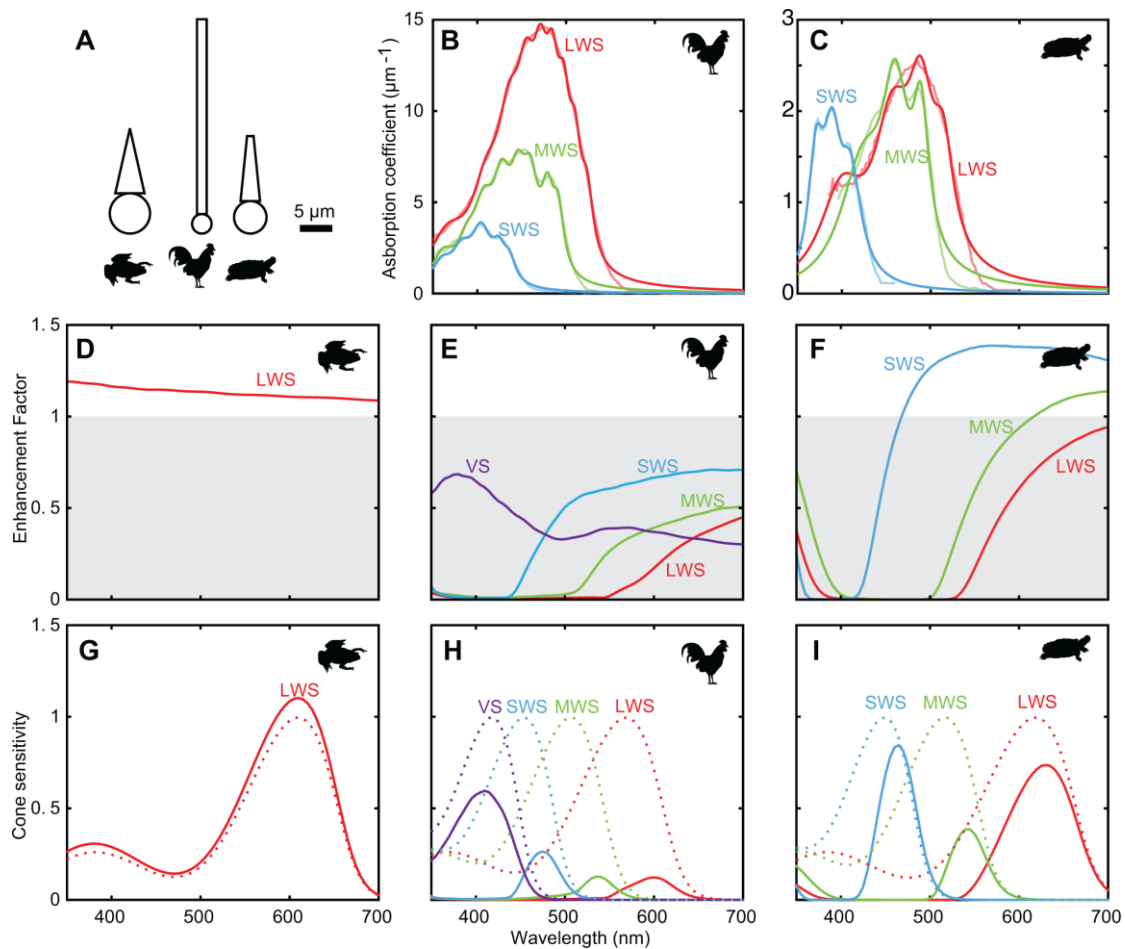 A
5 µm
B
Asborption coefficient (µm⁻¹)
15
10
5
0
LWS
MWS
SWS
C
3
2
1
0
SWS
MWS
LWS
D
Enhancement Factor
1.5
1
0.5
0
LWS
E
VS
SWS
MWS
LWS
F
SWS
MWS
LWS
G
Cone sensitivity
1.5
1
0.5
0
LWS
400 500 600 700
H
VS SWS MWS LWS
400 500 600 700
I
SWS MWS LWS
400 500 600 700
Wavelength (nm)